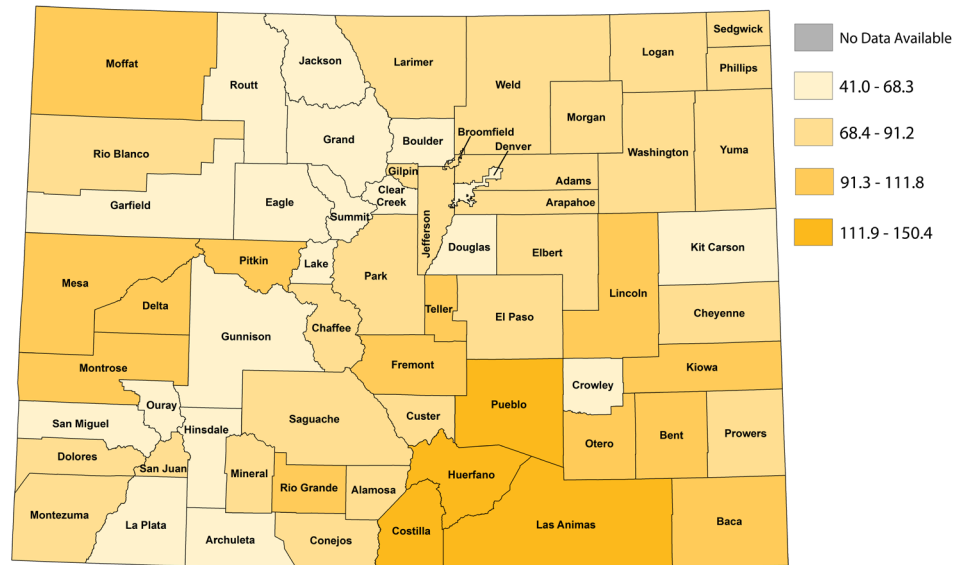 Moffat
Routt
Jackson
Larimer
Weld
Logan
Sedgwick
Phillips
Morgan
Washington
Yuma
Rio Blanco
Grand
Boulder
Broomfield
Denver
Gilpin
Clear
Creek
Adams
Arapahoe
Garfield
Eagle
Summit
Jefferson
Douglas
Elbert
Kit Carson
Mesa
Pitkin
Lake
Park
Delta
Teller
Lincoln
Chaffee
El Paso
Cheyenne
Gunnison
Montrose
Fremont
Kiowa
Crowley
Ouray
Pueblo
San Miguel
Hinsdale
Saguache
Custer
Otero
Bent
Prowers
Dolores
San Juan
Mineral
Rio Grande
Alamosa
Huerfano
Montezuma
La Plata
Archuleta
Conejos
Costilla
Las Animas
Baca
No Data Available
41.0 - 68.3
68.4 - 91.2
91.3 - 111.8
111.9 - 150.4